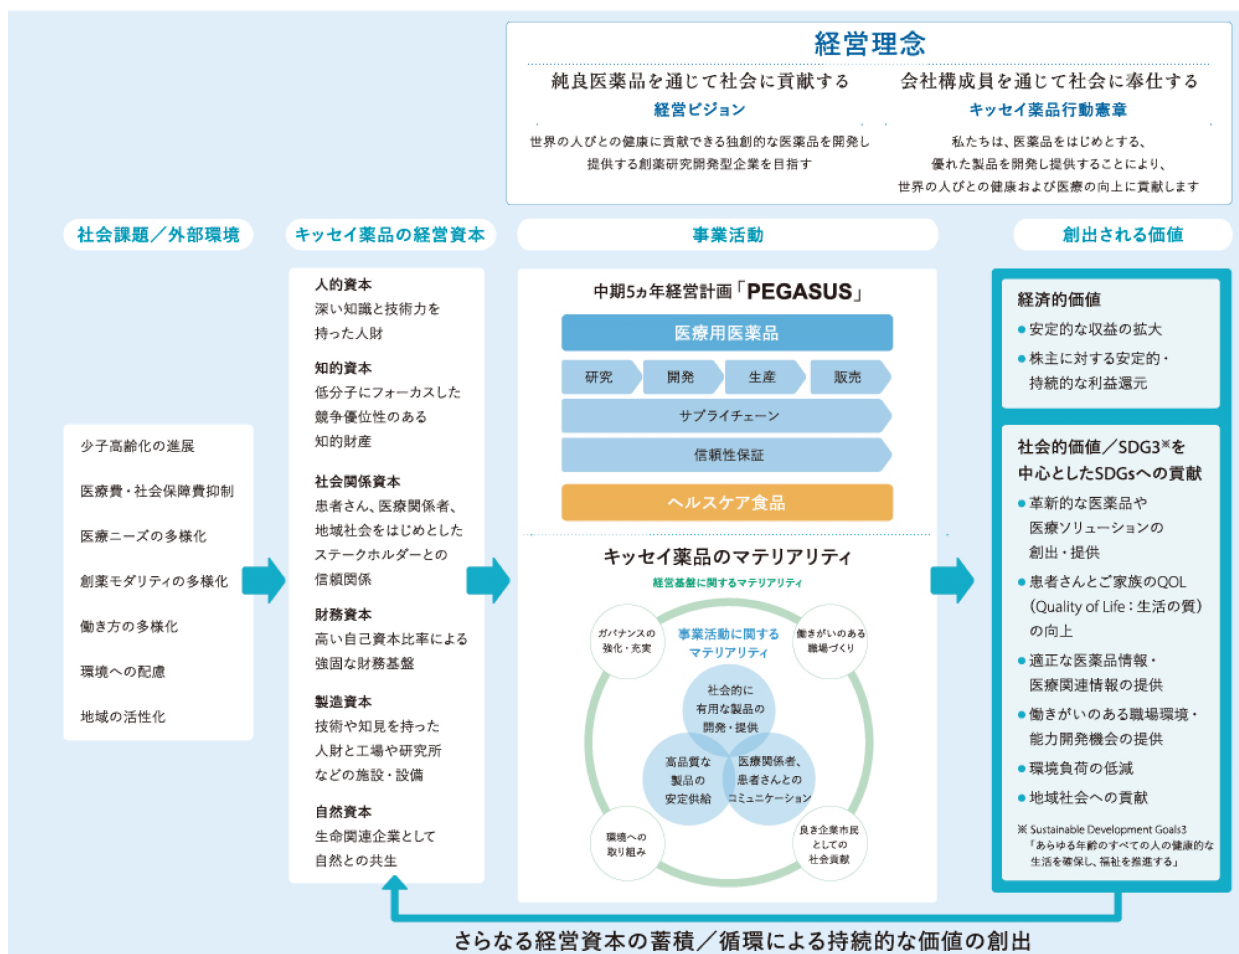 経営理念
純良医薬品を通じて社会に貢献する
経営ビジョン
世界の人びとの健康に貢献できる独創的な医薬品を開発し
提供する創薬研究開発型企業を目指す
会社構成員を通じて社会に奉仕する
キッセイ薬品行動憲章
私たちは、医薬品をはじめとする、
優れた製品を開発し提供することにより、
世界の人びとの健康および医療の向上に貢献します
社会課題／外部環境
少子高齢化の進展
医療費・社会保障費抑制
医療ニーズの多様化
創薬モダリティの多様化
働き方の多様化
環境への配慮
地域の活性化
キッセイ薬品の経営資本
人的資本
深い知識と技術力を
持った人財
知的資本
低分子にフォーカスした
競争優位性のある
知的財産
社会関係資本
患者さん、医療関係者、
地域社会をはじめとした
ステークホルダーとの
信頼関係
財務資本
高い自己資本比率による
強固な財務基盤
製造資本
技術や知見を持った
人財と工場や研究所
などの施設・設備
自然資本
生命関連企業として
自然との共生
事業活動
中期5ヵ年経営計画「PEGASUS」
医療用医薬品
研究
開発
生産
販売
サプライチェーン
信頼性保証
ヘルスケア食品
キッセイ薬品のマテリアリティ
経営基盤に関するマテリアリティ
ガバナンスの
強化・充実
事業活動に関する
マテリアリティ
働きがいのある
職場づくり
社会的に
有用な製品の
開発・提供
高品質な
製品の
安定供給
医療関係者、
患者さんとの
コミュニケーション
環境への
取り組み
良き企業市民
としての
社会貢献
創出される価値
経済的価値
●安定的な収益の拡大
●株主に対する安定的・
持続的な利益還元
社会的価値／SDG3※を
中心としたSDGsへの貢献
●革新的な医薬品や
医療ソリューションの
創出・提供
●患者さんとご家族のQOL
（Quality of Life：生活の質）
の向上
●適正な医薬品情報・
医療関連情報の提供
●働きがいのある職場環境・
能力開発機会の提供
●環境負荷の低減
●地域社会への貢献
※ Sustainable Development Goals3
「あらゆる年齢のすべての人の健康的な
生活を確保し、福祉を推進する」
さらなる経営資本の蓄積／循環による持続的な価値の創出